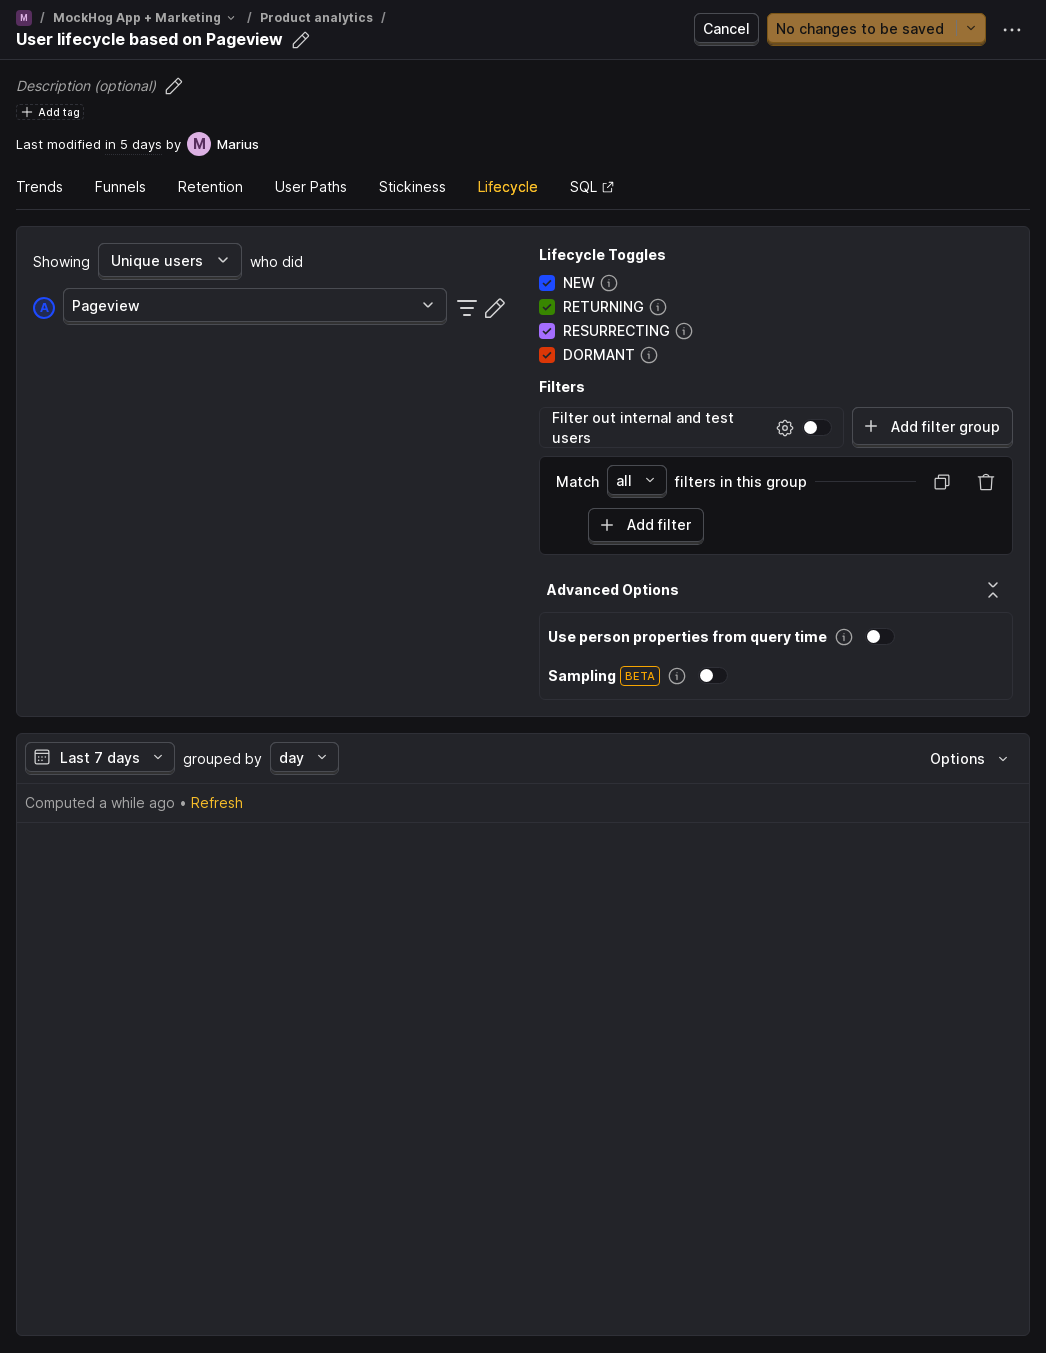 M / MockHog App + Marketing / Product analytics /
User lifecycle based on Pageview
Cancel
No changes to be saved
Description (optional)
Add tag
Last modified in 5 days by M Marius
Trends Funnels Retention User Paths Stickiness Lifecycle SQL
Showing Unique users who did
A Pageview
Lifecycle Toggles
NEW
RETURNING
RESURRECTING
DORMANT
Filters
Filter out internal and test
users
Add filter group
Match all filters in this group
Add filter
Advanced Options
Use person properties from query time
Sampling BETA
Last 7 days grouped by day Options
Computed a while ago • Refresh